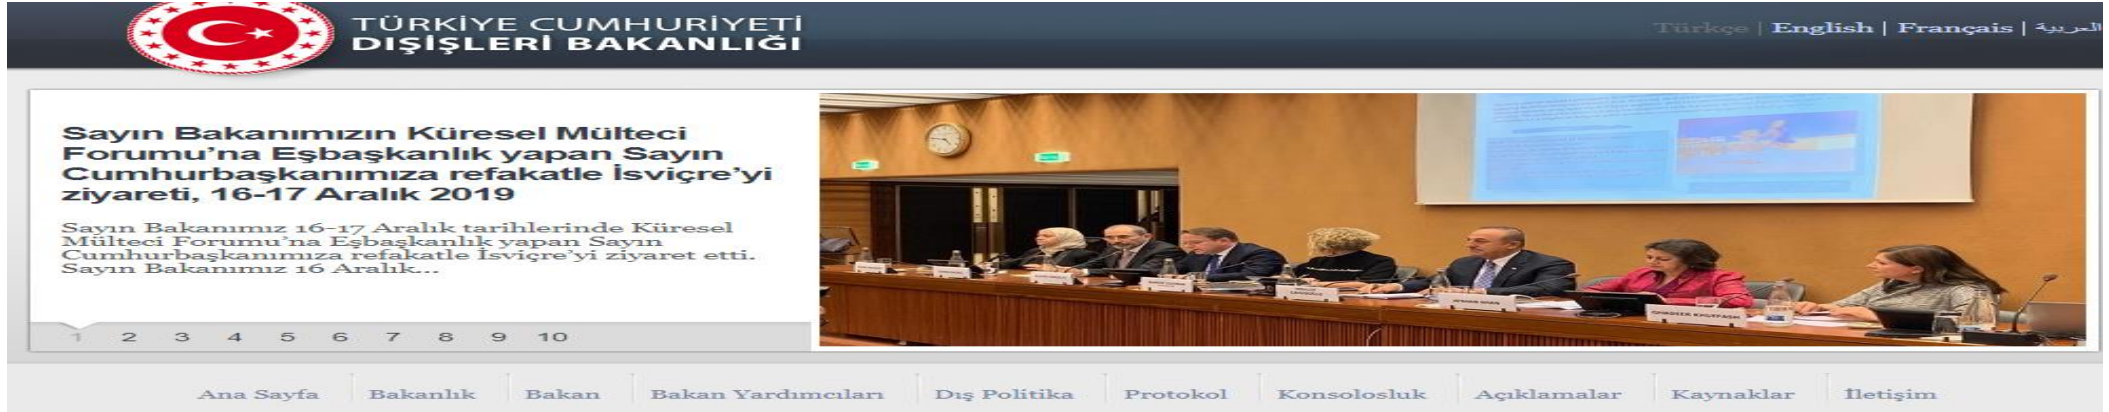 TÜRKİYE CUMHURİYETİ
DIŞİŞLERİ BAKANLIĞI
Türkçe | English | Français | العربية
Sayın Bakanımızın Küresel Mülteci
Forumu’na Eşbaşkanlık yapan Sayın
Cumhurbaşkanımıza refakatle İsviçre’yi
ziyareti, 16-17 Aralık 2019
Sayın Bakanımız 16-17 Aralık tarihlerinde Küresel
Mülteci Forumu’na Eşbaşkanlık yapan Sayın
Cumhurbaşkanımıza refakatle İsviçre’yi ziyaret etti.
Sayın Bakanımız 16 Aralık...
1 2 3 4 5 6 7 8 9 10
Ana Sayfa Bakanlık Bakan Bakan Yardımcıları Dış Politika Protokol Konsolosluk Açıklamalar Kaynaklar İletişim